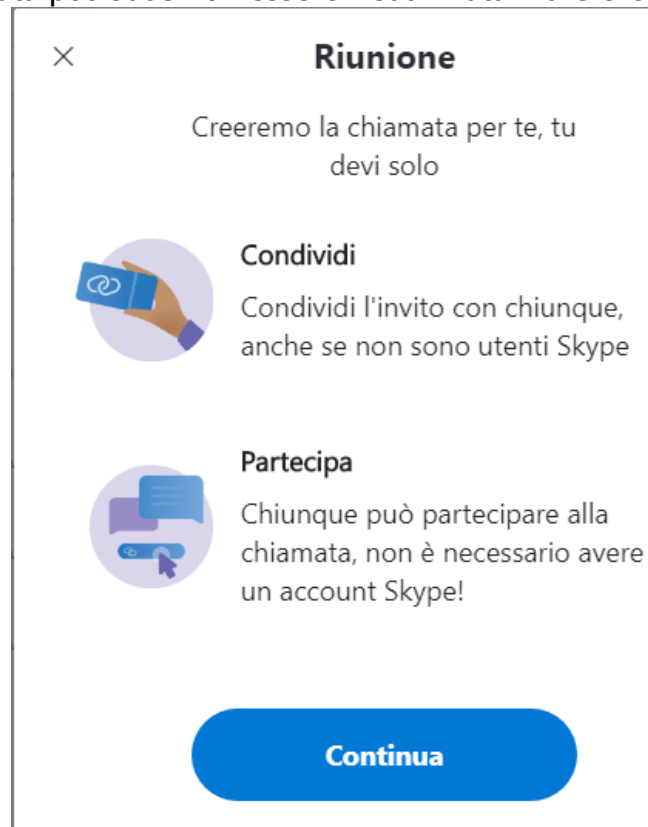 Riunione
Creeremo la chiamata per te, tu
devi solo
Condividi
Condividi l'invito con chiunque,
anche se non sono utenti Skype
Partecipa
Chiunque può partecipare alla
chiamata, non è necessario avere
un account Skype!
Continua